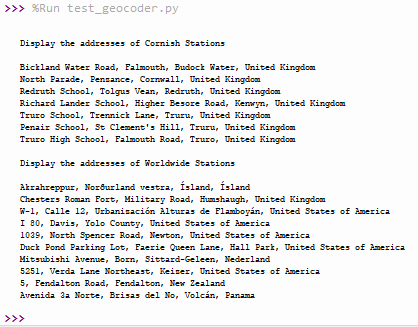 >>> %Run test_geocoder.py
Display the addresses of Cornish Stations
Bickland Water Road, Falmouth, Budock Water, United Kingdom
North Parade, Penzance, Cornwall, United Kingdom
Redruth School, Tolgus Vean, Redruth, United Kingdom
Richard Lander School, Higher Besore Road, Kenwyn, United Kingdom
Truro School, Trennick Lane, Truru, United Kingdom
Penair School, St Clement's Hill, Truru, United Kingdom
Truro High School, Falmouth Road, Truro, United Kingdom
Display the addresses of Worldwide Stations
Akrahreppur, Norðurland vestra, Ísland, Ísland
Chesters Roman Fort, Military Road, Humshaugh, United Kingdom
W-1, Calle 12, Urbanización Alturas de Flamboyán, United States of America
I 80, Davis, Yolo County, United States of America
1039, North Spencer Road, Newton, United States of America
Duck Pond Parking Lot, Faerie Queen Lane, Hall Park, United States of America
Mitsubishi Avenue, Born, Sittard-Geleen, Nederland
5251, Verda Lane Northeast, Keizer, United States of America
5, Fendalton Road, Fendalton, New Zealand
Avenida 3a Norte, Brisas del No, Volcán, Panama
>>>